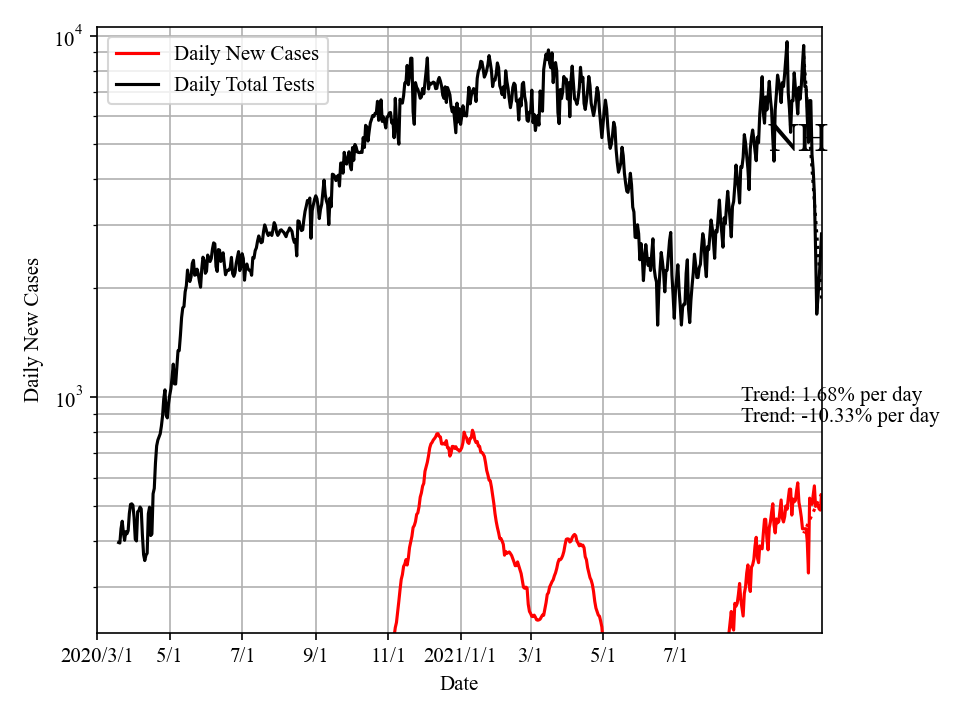 10^4
Daily New Cases
Daily Total Tests
NH
Daily New Cases
10^3
Trend: 1.68% per day
Trend: -10.33% per day
2020/3/1 5/1 7/1 9/1 11/1 2021/1/1 3/1 5/1 7/1
Date